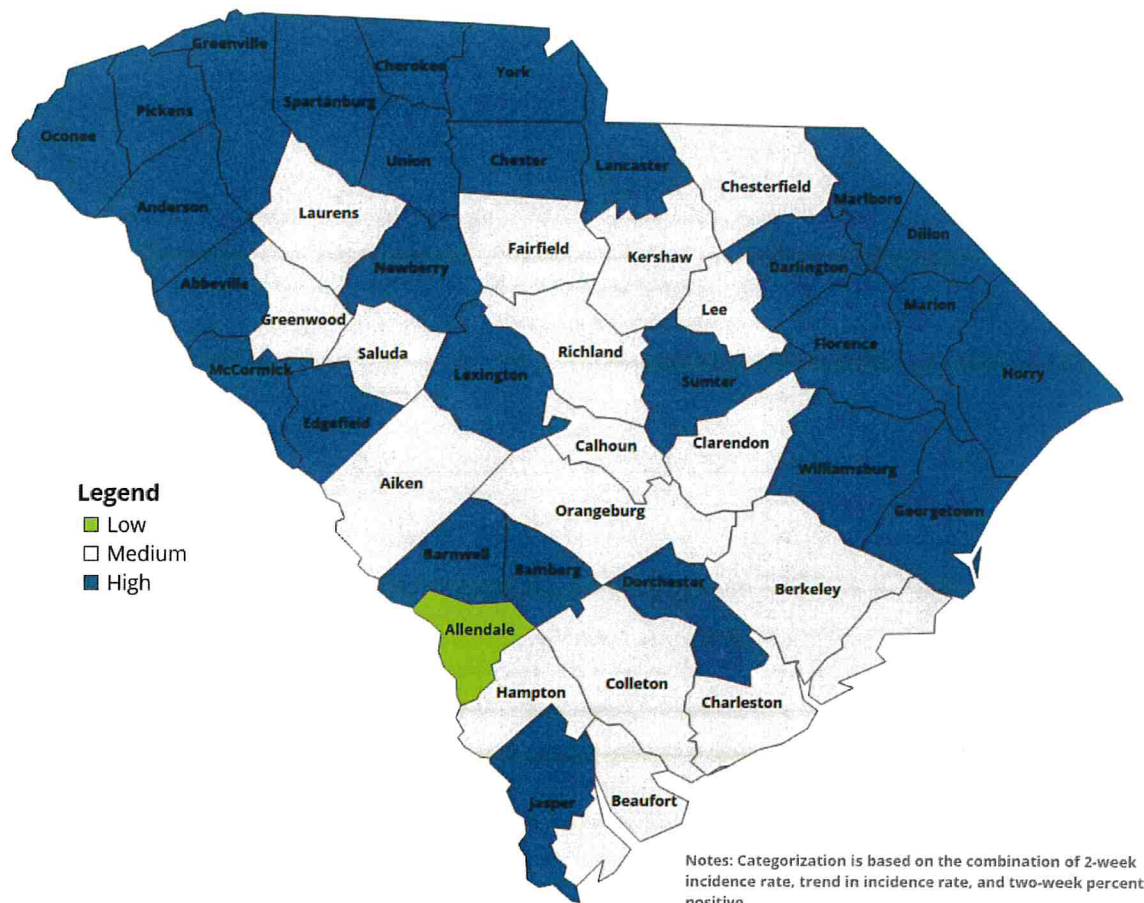 Greenville
Cherokee
York
Spartanburg
Pickens
Oconee
Union
Chester
Lancaster
Chesterfield
Marlboro
Anderson
Laurens
Dillon
Fairfield
Kershaw
Newberry
Darlington
Abbeville
Marion
Greenwood
Lee
Saluda
Richland
Florence
McCormick
Lexington
Sumter
Horry
Edgefield
Calhoun
Clarendon
Williamsburg
Aiken
Orangeburg
Georgetown
Legend
Low
Medium
High
Barnwell
Bamberg
Dorchester
Berkeley
Allendale
Hampton
Colleton
Charleston
Jasper
Beaufort
Notes: Categorization is based on the combination of 2-week
incidence rate, trend in incidence rate, and two-week percent
positive